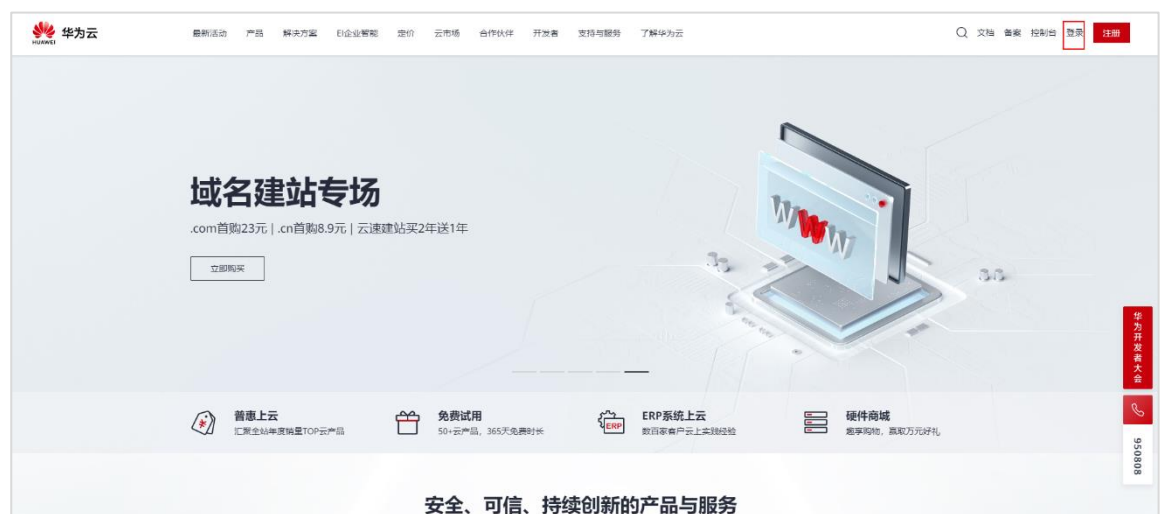 HUAWEI
华为云
最新活动 产品 解决方案 EI企业智能 定价 云市场 合作伙伴 开发者 支持与服务 了解华为云
文档 备案 控制台 登录 注册
域名建站专场
.com首购23元 | .cn首购8.9元 | 云速建站买2年送1年
立即购买
WWW
华为开发者大会
950808
普惠上云
汇聚全站年度销量TOP云产品
免费试用
50+云产品，365天免费时长
ERP
ERP系统上云
数百家客户云上实践经验
硬件商城
趣享购物，赢取万元好礼
安全、可信、持续创新的产品与服务